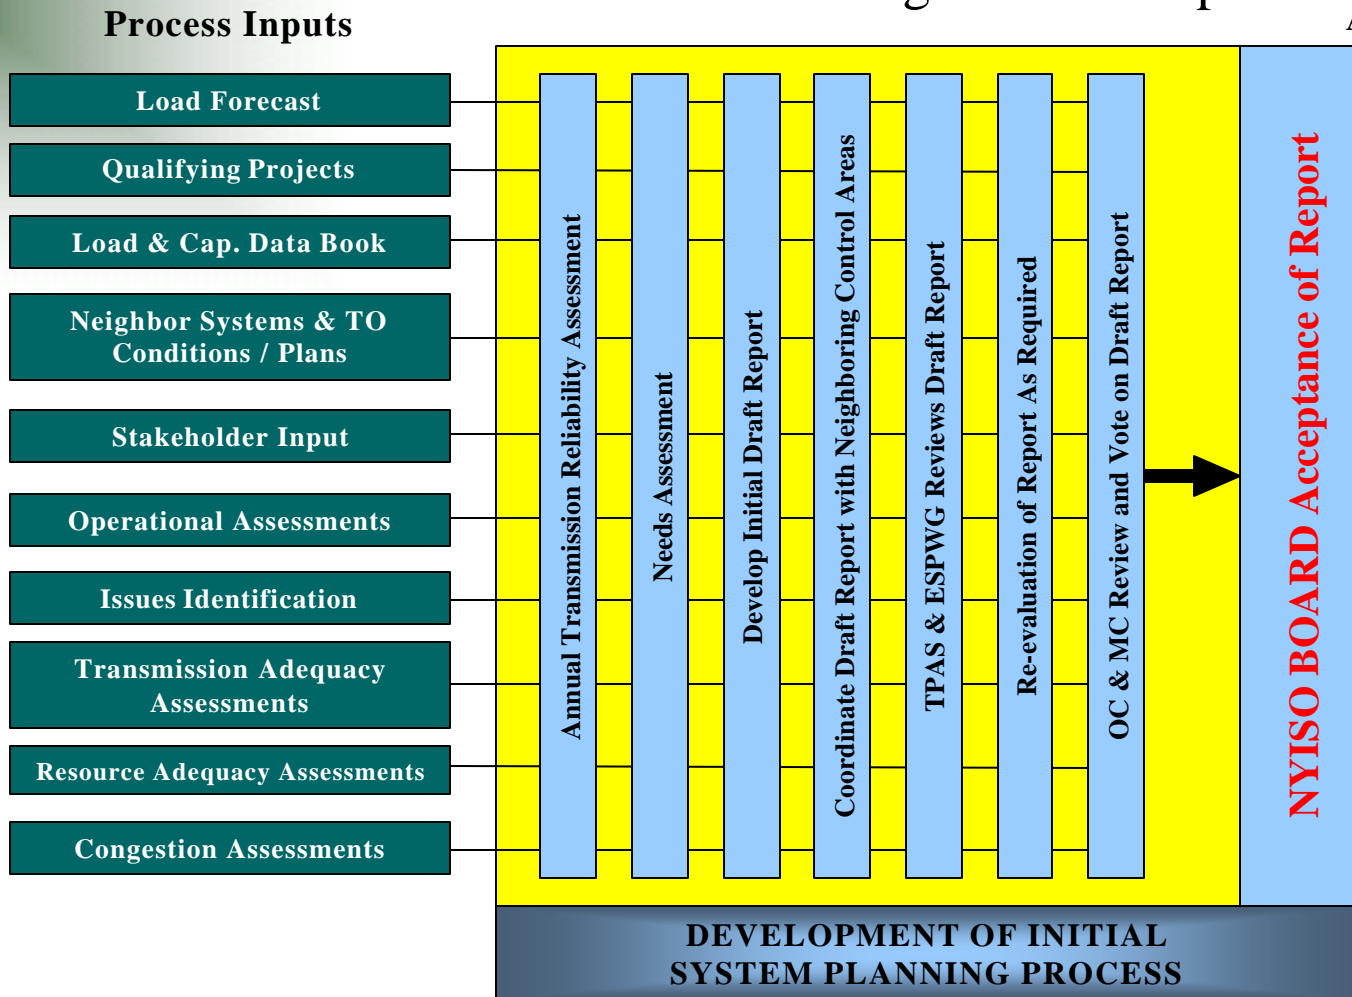 Process Inputs
Load Forecast
Qualifying Projects
Load & Cap. Data Book
Neighbor Systems & TO
Conditions / Plans
Stakeholder Input
Operational Assessments
Issues Identification
Transmission Adequacy
Assessments
Resource Adequacy Assessments
Congestion Assessments
Annual Transmission Reliability Assessment
Needs Assessment
Develop Initial Draft Report
Coordinate Draft Report with Neighboring Control Areas
TPAS & ESPWG Reviews Draft Report
Re-evaluation of Report As Required
OC & MC Review and Vote on Draft Report
NYISO BOARD Acceptance of Report
DEVELOPMENT OF INITIAL
SYSTEM PLANNING PROCESS